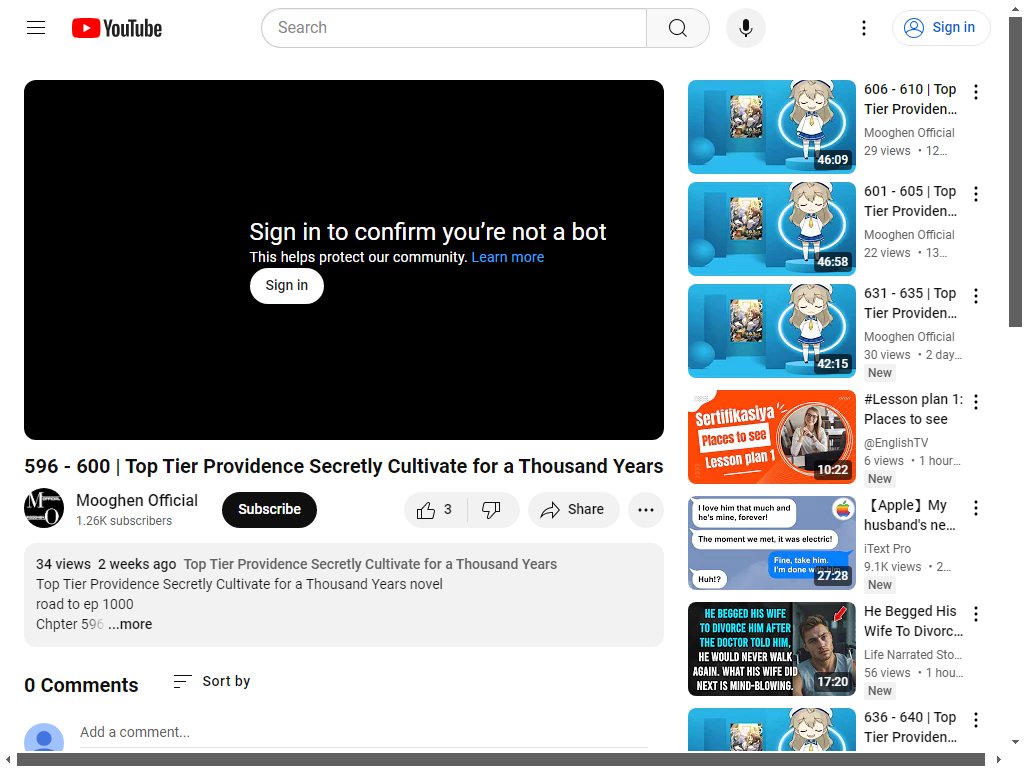 YouTube
Search
Sign in
Sign in to confirm you’re not a bot
This helps protect our community. Learn more
Sign in
596 - 600 | Top Tier Providence Secretly Cultivate for a Thousand Years
Mooghen Official
1.26K subscribers
Subscribe
3
Share
34 views 2 weeks ago Top Tier Providence Secretly Cultivate for a Thousand Years
Top Tier Providence Secretly Cultivate for a Thousand Years novel
road to ep 1000
Chpter 596 ...more
0 Comments
Sort by
Add a comment...
46:09
606 - 610 | Top
Tier Providen...
Mooghen Official
29 views • 12...
46:58
601 - 605 | Top
Tier Providen...
Mooghen Official
22 views • 13...
42:15
631 - 635 | Top
Tier Providen...
Mooghen Official
30 views • 2 day...
New
Sertifikasiya
Places to see
Lesson plan 1
10:22
#Lesson plan 1:
Places to see
@EnglishTV
6 views • 1 hour...
New
I love him that much and
he's mine, forever!
The moment we met, it was electric!
Fine, take him.
I'm done with
Huh!?
27:28
【Apple】My
husband's ne...
iText Pro
9.1K views • 2...
New
HE BEGGED HIS WIFE
TO DIVORCE HIM AFTER
THE DOCTOR TOLD HIM,
HE WOULD NEVER WALK
AGAIN. WHAT HIS WIFE DID
NEXT IS MIND-BLOWING.
17:20
He Begged His
Wife To Divorc...
Life Narrated Sto...
56 views • 1 hou...
New
636 - 640 | Top
Tier Providen...